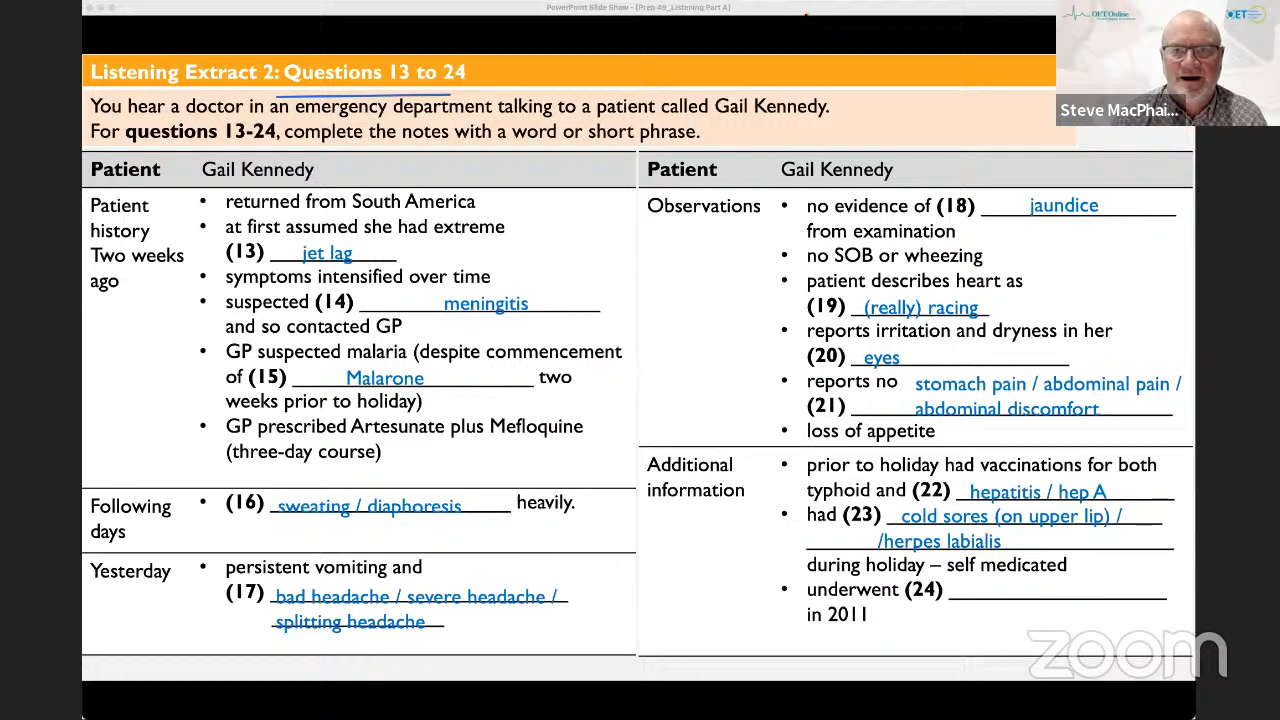 PowerPoint Slide Show - [Prep 49_Listening Part A]
OET Online
OET
Steve MacPhai...
Listening Extract 2: Questions 13 to 24
You hear a doctor in an emergency department talking to a patient called Gail Kennedy.
For questions 13-24, complete the notes with a word or short phrase.
Patient Gail Kennedy
Patient history
Two weeks ago
• returned from South America
• at first assumed she had extreme
(13) jet lag
• symptoms intensified over time
• suspected (14) meningitis
and so contacted GP
• GP suspected malaria (despite commencement
of (15) Malarone two
weeks prior to holiday)
• GP prescribed Artesunate plus Mefloquine
(three-day course)
Following days
• (16) sweating / diaphoresis heavily.
Yesterday
• persistent vomiting and
(17) bad headache / severe headache /
splitting headache
Patient Gail Kennedy
Observations
• no evidence of (18) jaundice
from examination
• no SOB or wheezing
• patient describes heart as
(19) (really) racing
• reports irritation and dryness in her
(20) eyes
• reports no stomach pain / abdominal pain /
(21) abdominal discomfort
• loss of appetite
Additional information
• prior to holiday had vaccinations for both
typhoid and (22) hepatitis / hep A
• had (23) cold sores (on upper lip) /
/herpes labialis
during holiday – self medicated
• underwent (24)
in 2011
zoom